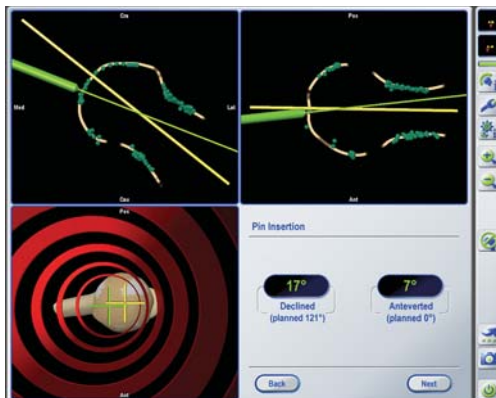 Cra
Pos
Med
Lat
Cau
Ant
Pos
Ant
Pin Insertion
17°
7°
Declined
Anteverted
(planned 121°)
(planned 0°)
Back
Next